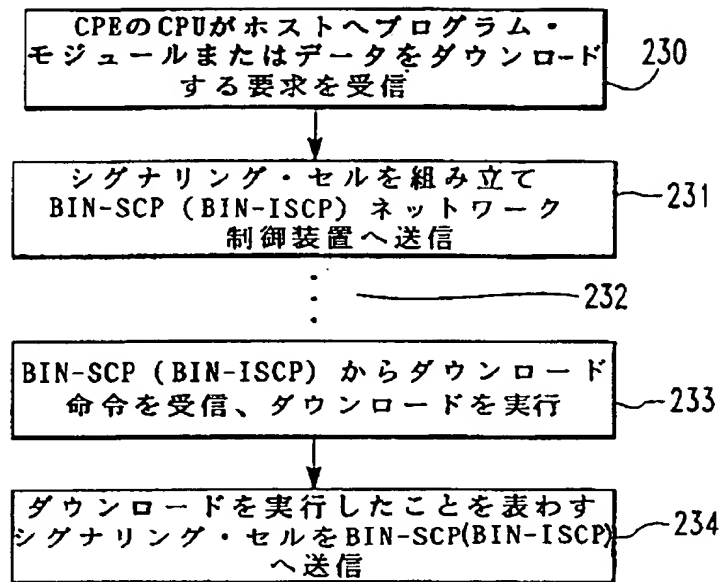 CPEのCPUがホストへプログラム・
モジュールまたはデータをダウンロード
する要求を受信
230
シグナリング・セルを組み立て
BIN-SCP (BIN-ISCP) ネットワーク
制御装置へ送信
231
232
BIN-SCP (BIN-ISCP) からダウンロード
命令を受信、ダウンロードを実行
233
ダウンロードを実行したことを表わす
シグナリング・セルをBIN-SCP(BIN-ISCP)
へ送信
234